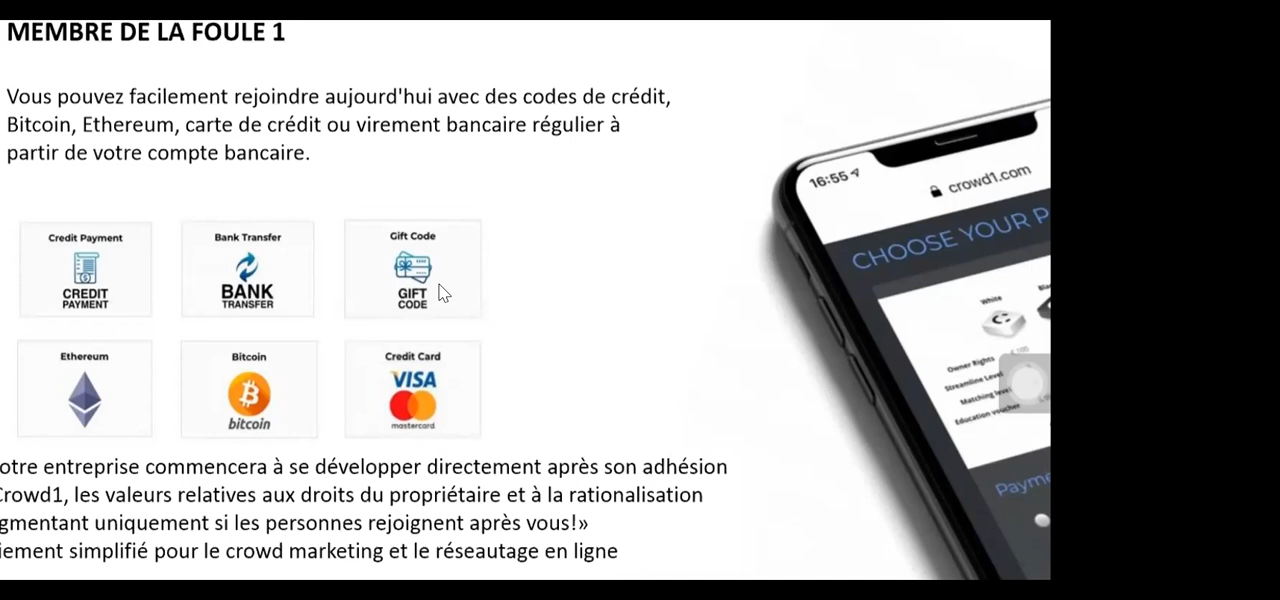 MEMBRE DE LA FOULE 1
Vous pouvez facilement rejoindre aujourd'hui avec des codes de crédit,
Bitcoin, Ethereum, carte de crédit ou virement bancaire régulier à
partir de votre compte bancaire.
Credit Payment
CREDIT
PAYMENT
Bank Transfer
BANK
TRANSFER
Gift Code
GIFT
CODE
Ethereum
Bitcoin
bitcoin
Credit Card
VISA
mastercard
otre entreprise commencera à se développer directement après son adhésion
Crowd1, les valeurs relatives aux droits du propriétaire et à la rationalisation
gmentant uniquement si les personnes rejoignent après vous!»
iement simplifié pour le crowd marketing et le réseautage en ligne
16:55
crowd1.com
CHOOSE YOUR P
White
Owner Rights
Streamline Level
Matching level
Education voucher
Payme